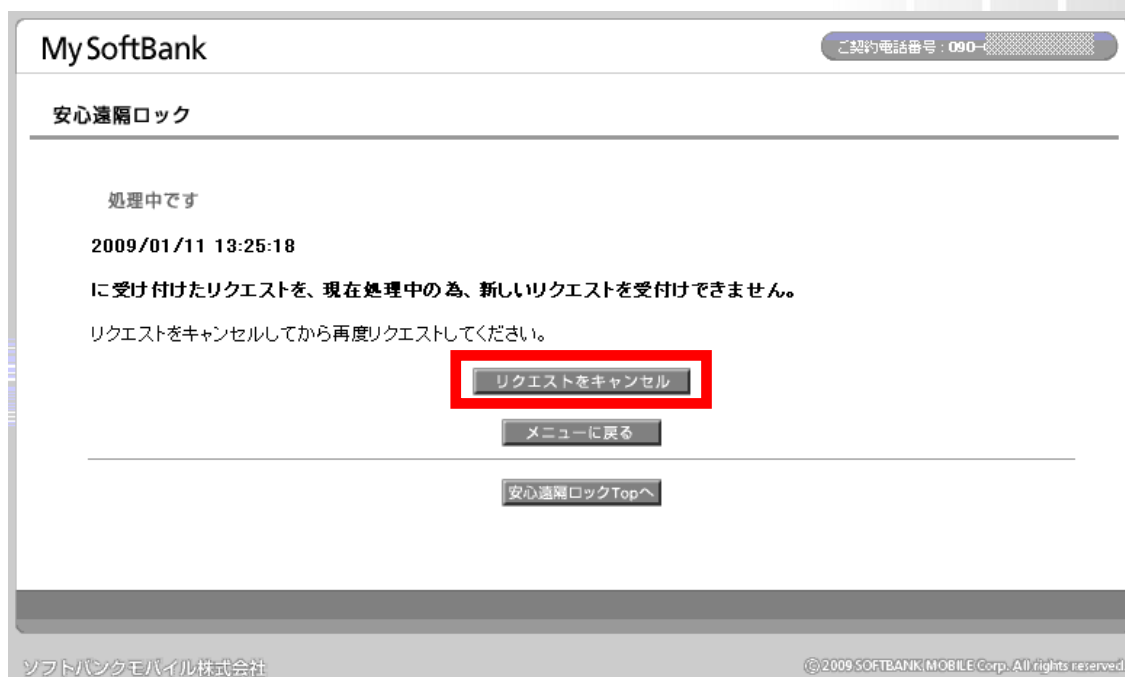 My SoftBank
ご契約電話番号 : 090-
安心遠隔ロック
処理中です
2009/01/11 13:25:18
に受け付けたリクエストを、現在処理中の為、新しいリクエストを受付けできません。
リクエストをキャンセルしてから再度リクエストしてください。
リクエストをキャンセル
メニューに戻る
安心遠隔ロックTopへ
ソフトバンクモバイル株式会社
©2009 SOFTBANK MOBILE Corp. All rights reserved.